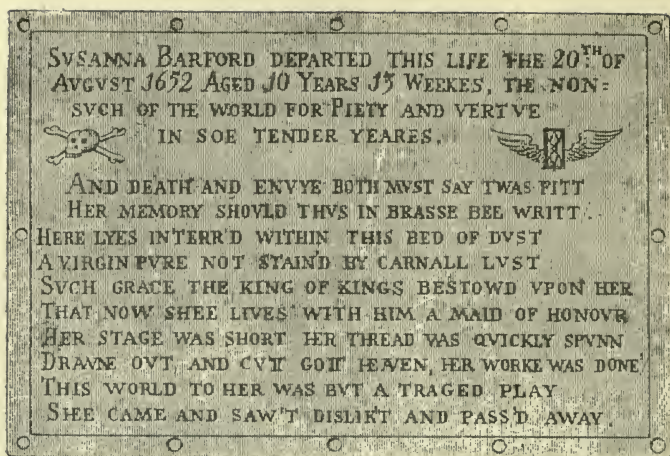 SVSANNA BARFORD DEPARTED THIS LIFE THE 20TH OF
AVGVST 1652 AGED 10 YEARS 13 WEEKES, THE NON=
SVCH OF THE WORLD FOR PIETY AND VERTVE
IN SOE TENDER YEARES.
AND DEATH AND ENVYE BOTH MVST SAY TWAS FITT
HER MEMORY SHOVLD THVS IN BRASSE BEE WRITT.
HERE LYES INTERR'D WITHIN THIS BED OF DVST
A VIRGIN PVRE NOT STAIN'D BY CARNALL LVST
SVCH GRACE THE KING OF KINGS BESTOWD VPON HER
THAT NOW SHEE LIVES WITH HIM A MAID OF HONOVR
HER STAGE WAS SHORT HER THREAD WAS QVICKLY SPVNN
DRAWNE OVT, AND CVTT GOTT HEAVEN, HER WORKE WAS DONE
THIS WORLD TO HER WAS BVT A TRAGED PLAY
SHE CAME AND SAW'T DISLIK'T AND PASS'D AWAY.